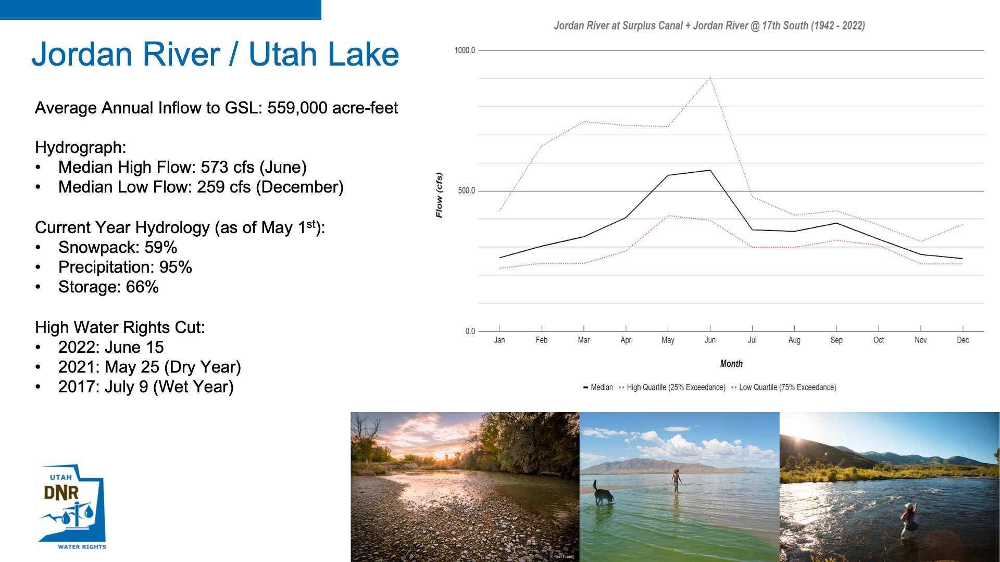 Jordan River / Utah Lake
Average Annual Inflow to GSL: 559,000 acre-feet
Hydrograph:
• Median High Flow: 573 cfs (June)
• Median Low Flow: 259 cfs (December)
Current Year Hydrology (as of May 1st):
• Snowpack: 59%
• Precipitation: 95%
• Storage: 66%
High Water Rights Cut:
• 2022: June 15
• 2021: May 25 (Dry Year)
• 2017: July 9 (Wet Year)
UTAH
DNR
WATER RIGHTS
Jordan River at Surplus Canal + Jordan River @ 17th South (1942 - 2022)
1000.0
500.0
0.0
Flow (cfs)
Jan Feb Mar Apr May Jun Jul Aug Sep Oct Nov Dec
Month
Median High Quartile (25% Exceedance) Low Quartile (75% Exceedance)
© Niel Franti